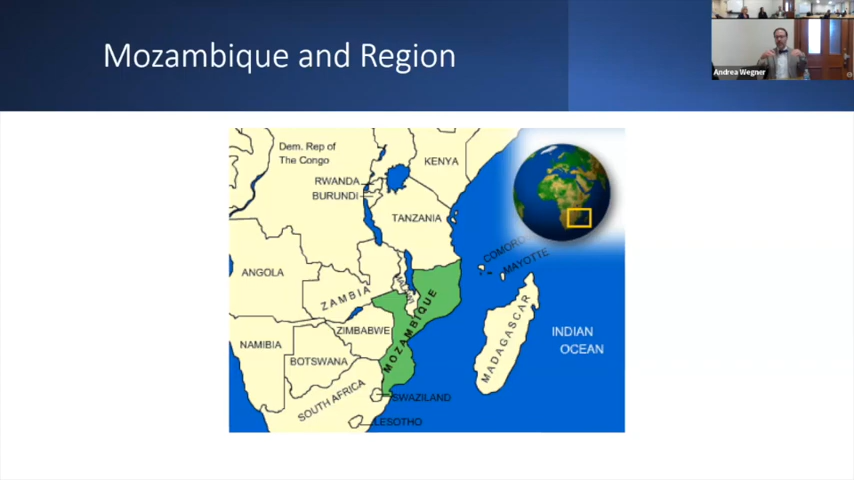 Mozambique and Region
Andrea Wegner
Dem. Rep of
The Congo
KENYA
RWANDA
BURUNDI
TANZANIA
COMOROS
MAYOTTE
ANGOLA
ZAMBIA
MALAWI
MOZAMBIQUE
ZIMBABWE
NAMIBIA
BOTSWANA
MADAGASCAR
INDIAN
OCEAN
SOUTH AFRICA
SWAZILAND
LESOTHO